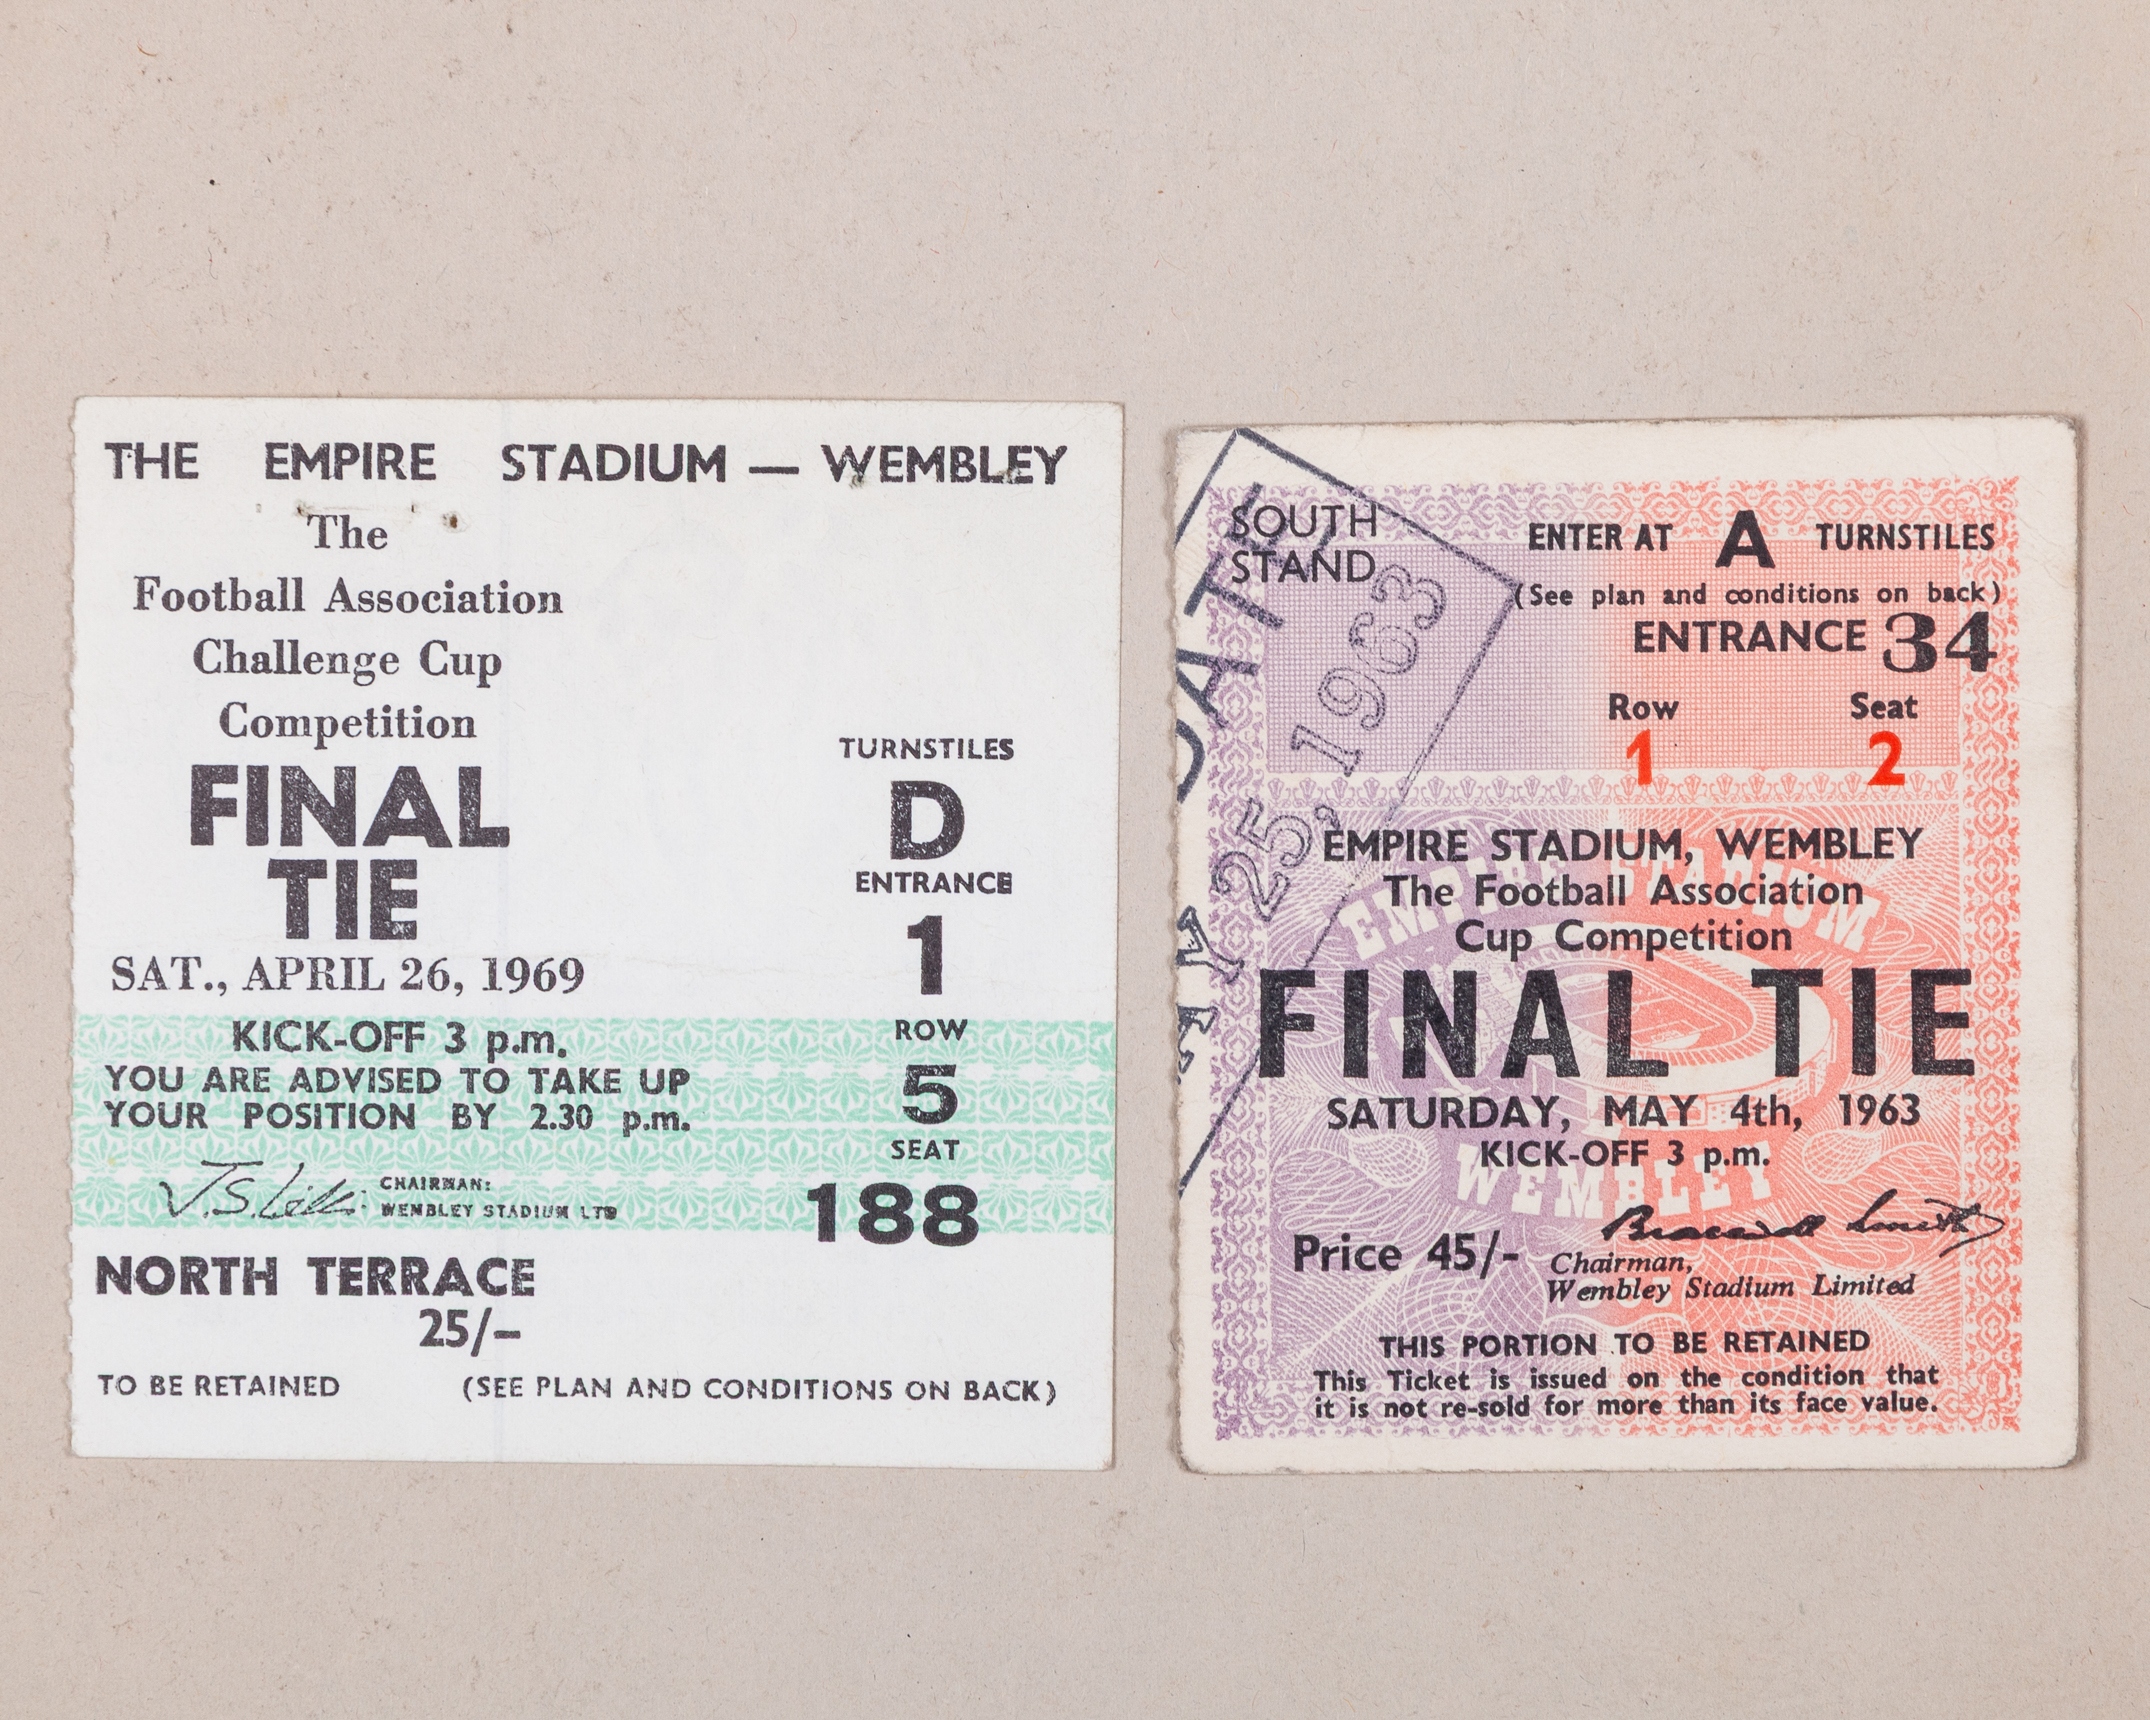 THE EMPIRE STADIUM — WEMBLEY
The
Football Association
Challenge Cup
Competition
FINAL
TIE
SAT., APRIL 26, 1969
KICK-OFF 3 p.m.
YOU ARE ADVISED TO TAKE UP
YOUR POSITION BY 2.30 p.m.
CHAIRMAN:
WEMBLEY STADIUM LTD
NORTH TERRACE
25/-
TO BE RETAINED (SEE PLAN AND CONDITIONS ON BACK)
TURNSTILES
D
ENTRANCE
1
ROW
5
SEAT
188
SOUTH
STAND
DATE
25, 1963
ENTER AT A TURNSTILES
(See plan and conditions on back)
ENTRANCE 34
Row Seat
1 2
EMPIRE STADIUM, WEMBLEY
The Football Association
Cup Competition
EMPIRE STADIUM
FINAL TIE
SATURDAY, MAY 4th, 1963
KICK-OFF 3 p.m.
WEMBLEY
Price 45/-
Chairman,
Wembley Stadium Limited
THIS PORTION TO BE RETAINED
This Ticket is issued on the condition that
it is not re-sold for more than its face value.